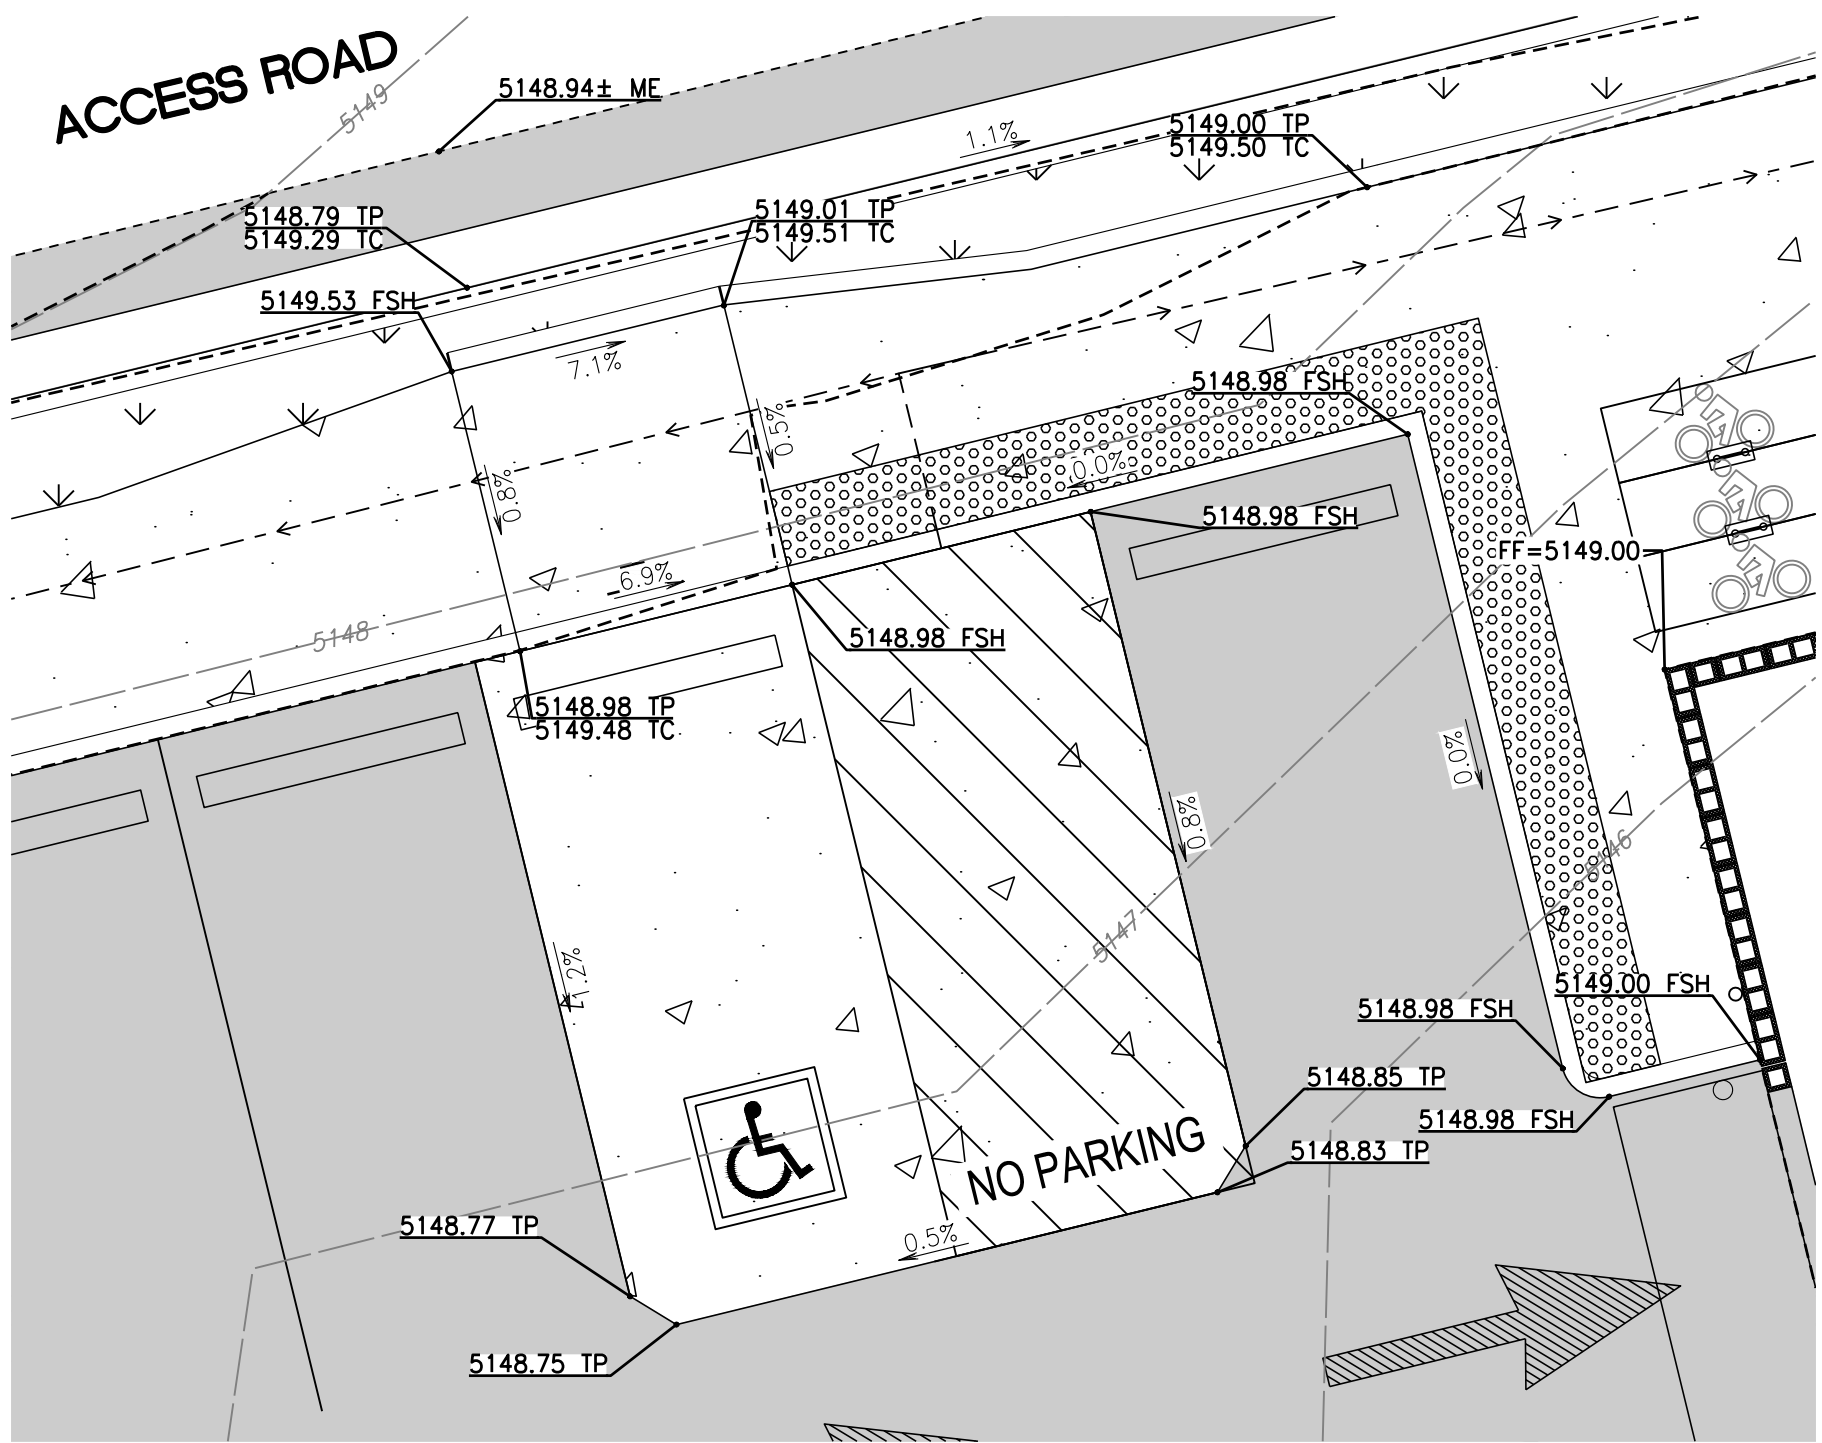 ACCESS ROAD
5149
5148.94± ME
1.1%
5149.00 TP
5149.50 TC
5148.79 TP
5149.29 TC
5149.01 TP
5149.51 TC
5149.53 FSH
7.1%
5148.98 FSH
0.5%
0.8%
0.0%
5148.98 FSH
FF=5149.00
6.9%
5148
5148.98 FSH
5148.98 TP
5149.48 TC
0.0%
0.8%
5146
5147
1.2%
5149.00 FSH
5148.98 FSH
5148.85 TP
5148.98 FSH
5148.83 TP
NO PARKING
5148.77 TP
0.5%
5148.75 TP